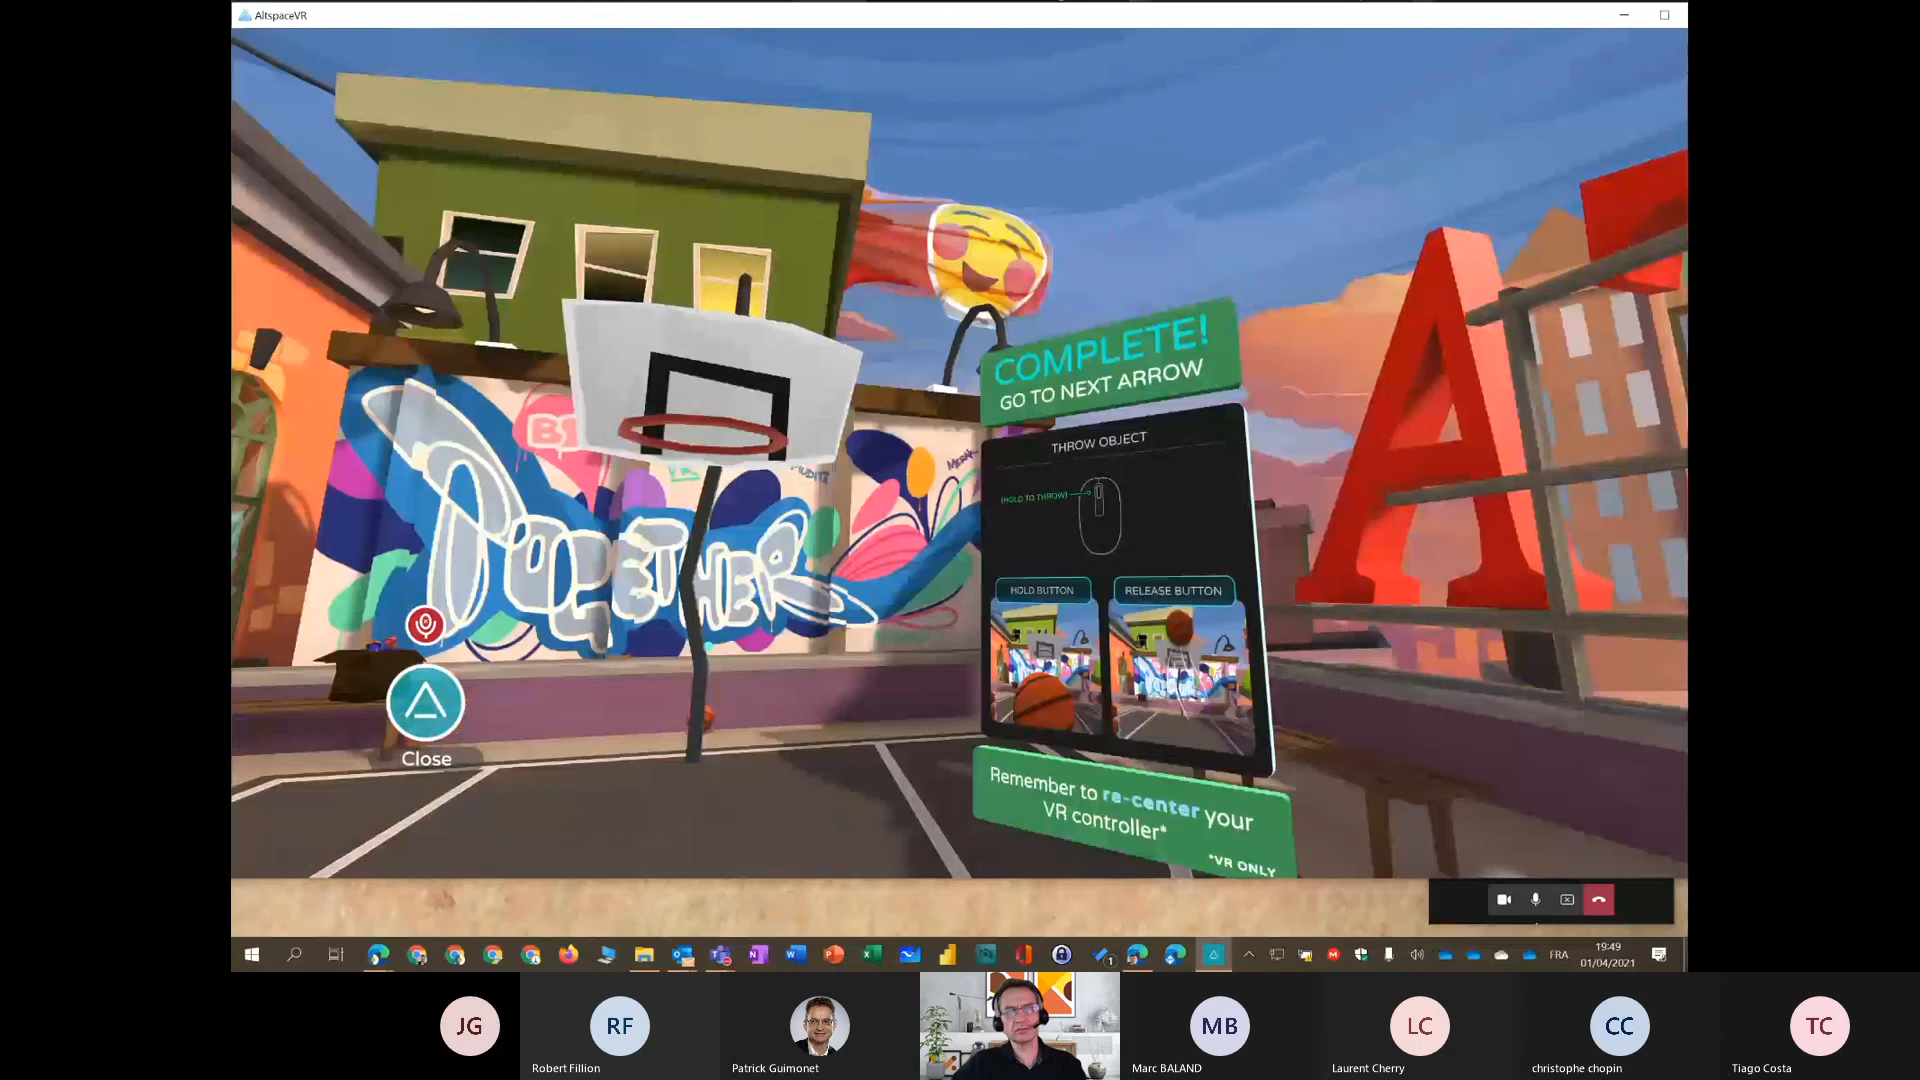 AltspaceVR
COMPLETE!
GO TO NEXT ARROW
THROW OBJECT
(HOLD TO THROW)
HOLD BUTTON
RELEASE BUTTON
Remember to re-center your
VR controller*
*VR ONLY
TOGETHER
A
Close
1
FRA
19:49
01/04/2021
JG
RF
MB
LC
CC
TC
Robert Fillion
Patrick Guimonet
Marc BALAND
Laurent Cherry
christophe chopin
Tiago Costa